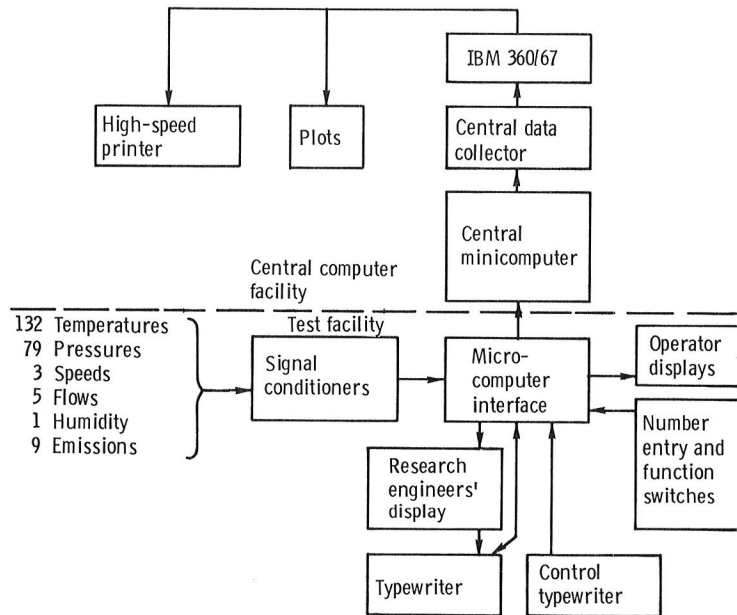 IBM 360/67
High-speed
printer
Plots
Central data
collector
Central
minicomputer
Central computer
facility
Test facility
132 Temperatures
79 Pressures
3 Speeds
5 Flows
1 Humidity
9 Emissions
Signal
conditioners
Micro-
computer
interface
Operator
displays
Number
entry and
function
switches
Research
engineers'
display
Typewriter
Control
typewriter